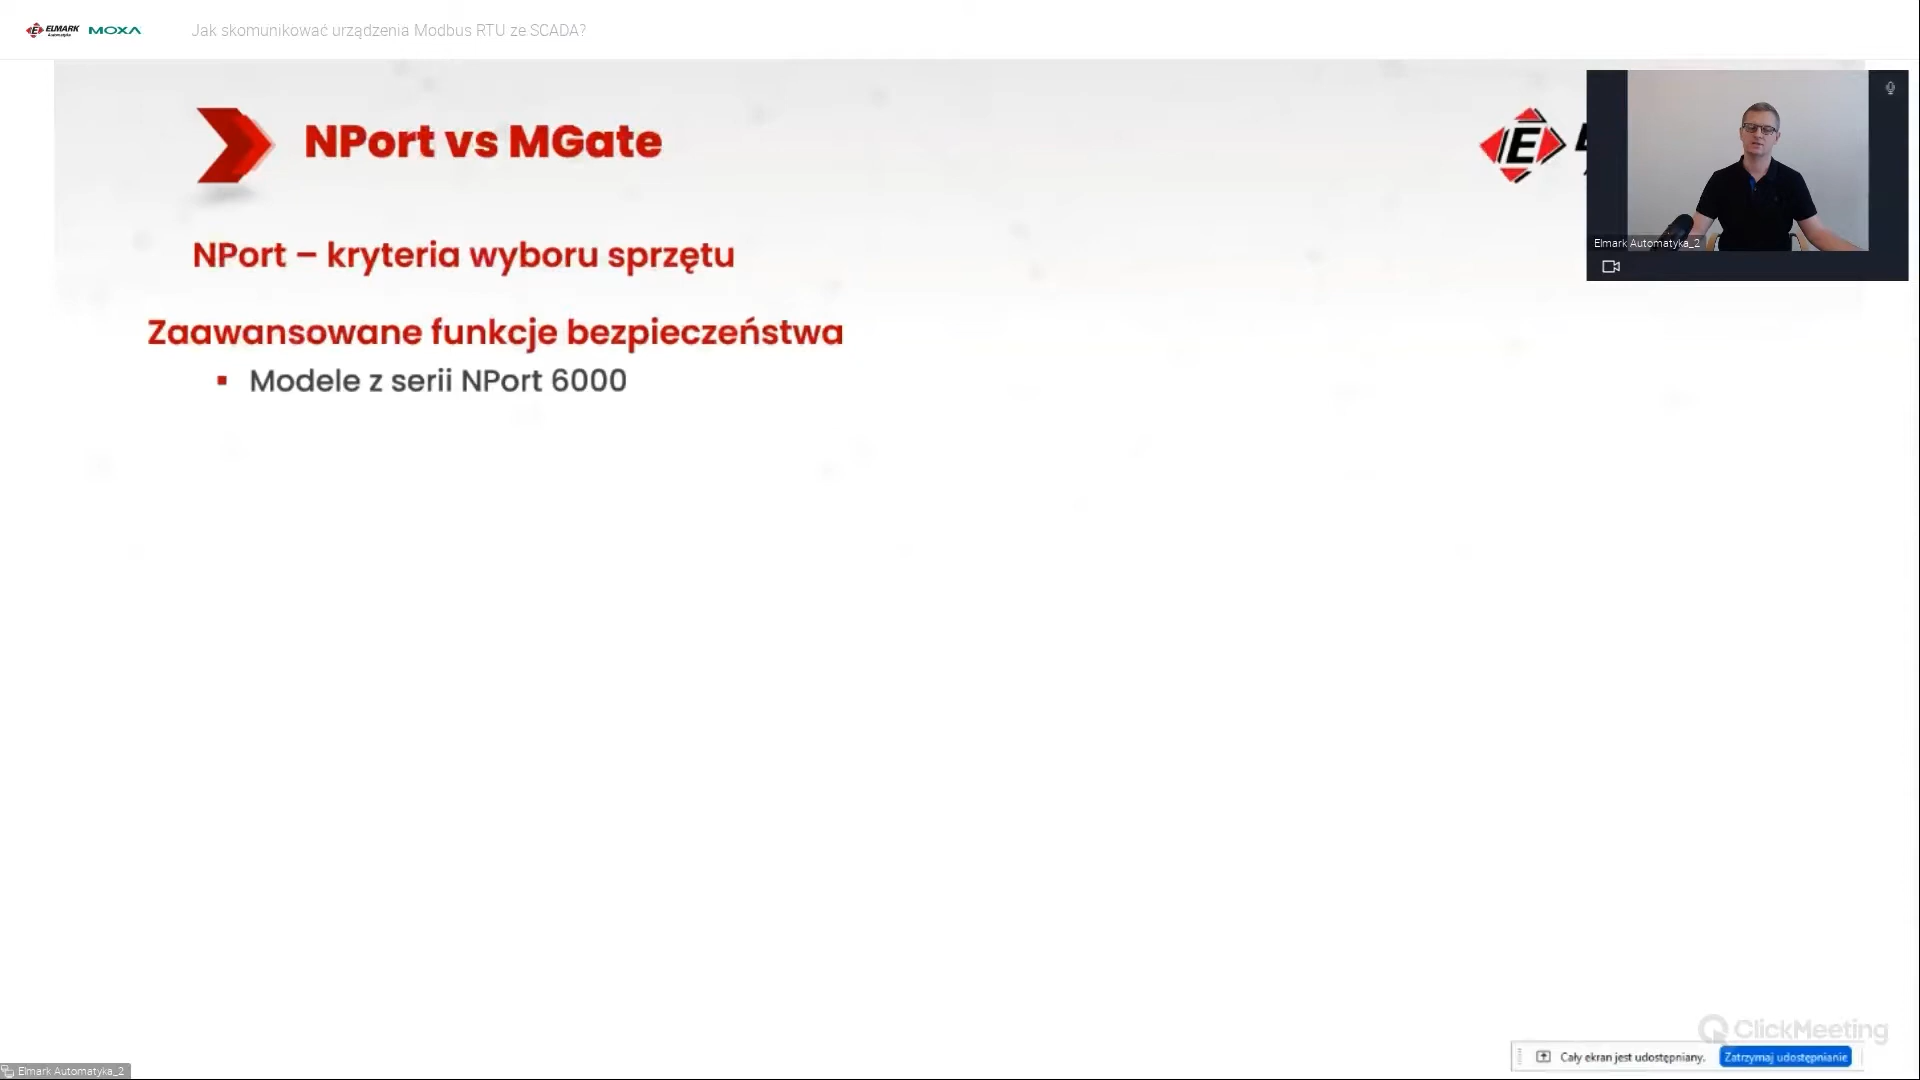 ELMARK
Automatyka
MOXA
Jak skomunikować urządzenia Modbus RTU ze SCADA?
NPort vs MGate
E
NPort – kryteria wyboru sprzętu
Zaawansowane funkcje bezpieczeństwa
▪ Modele z serii NPort 6000
Elmark Automatyka_2
ClickMeeting
Cały ekran jest udostępniany.
Zatrzymaj udostępnianie
Elmark Automatyka_2